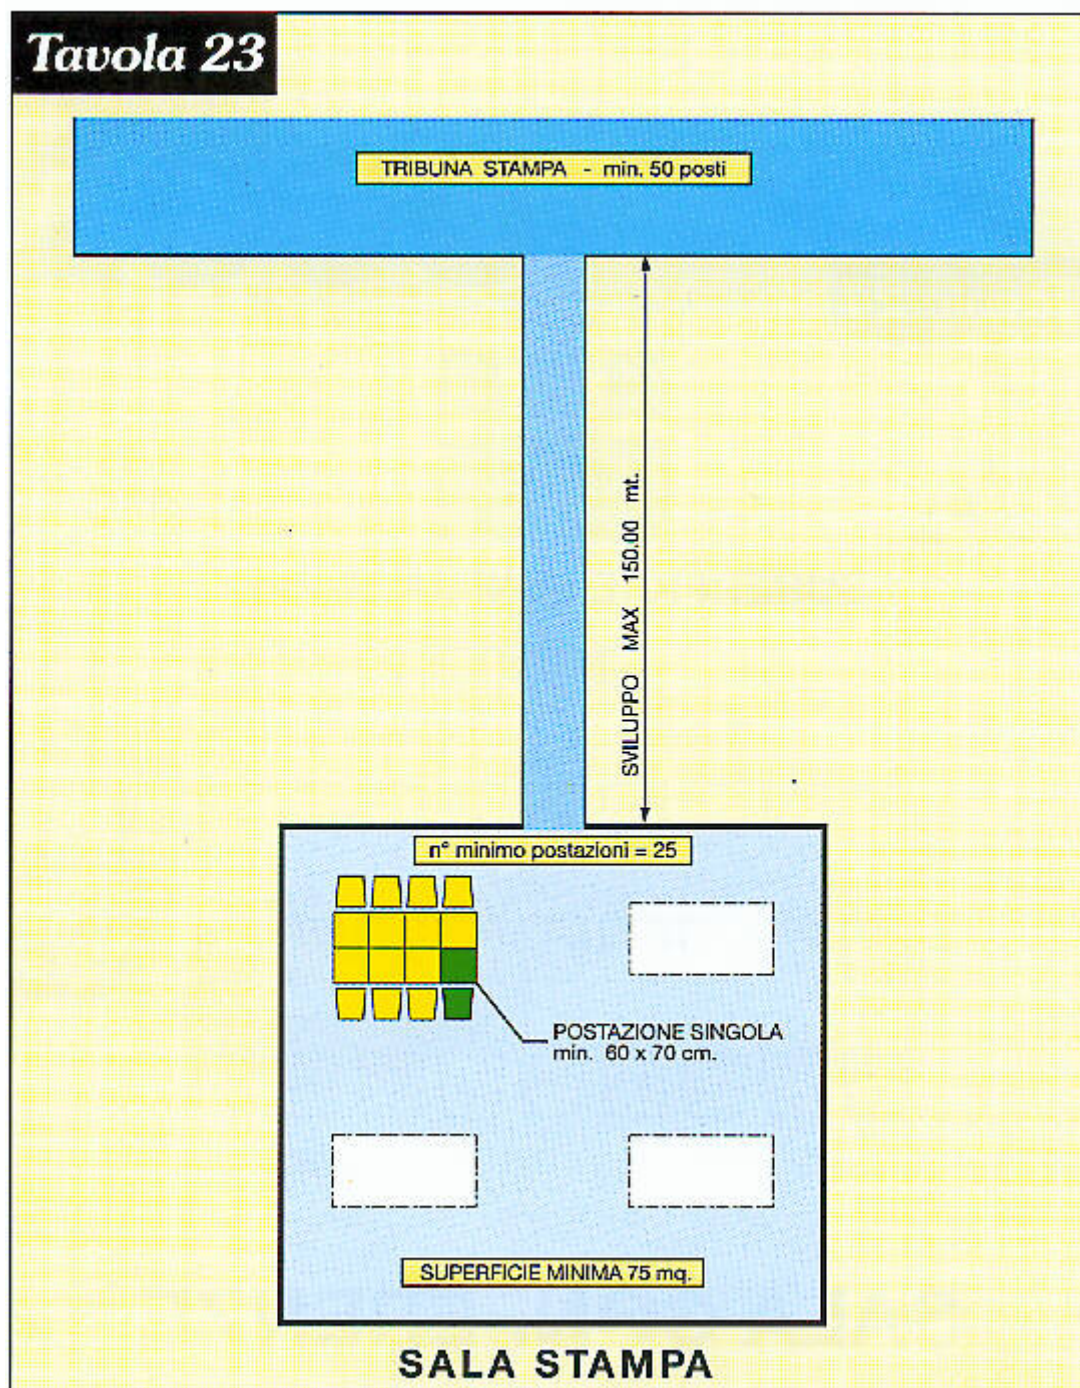 Tavola 23
TRIBUNA STAMPA - min. 50 posti
SVILUPPO MAX 150.00 mt.
n° minimo postazioni = 25
POSTAZIONE SINGOLA
min. 60 x 70 cm.
SUPERFICIE MINIMA 75 mq.
SALA STAMPA